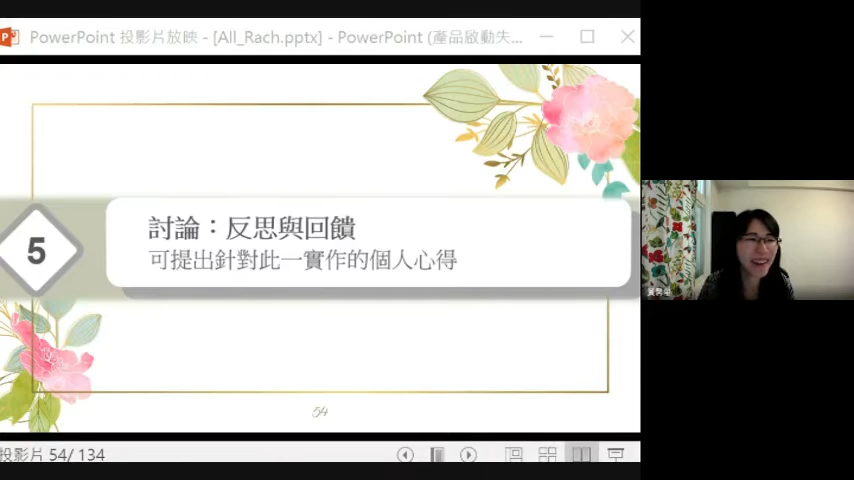 PowerPoint 投影片放映 - [All_Rach.pptx] - PowerPoint (產品啟動失...
5
討論：反思與回饋
可提出針對此一實作的個人心得
54
投影片 54/ 134